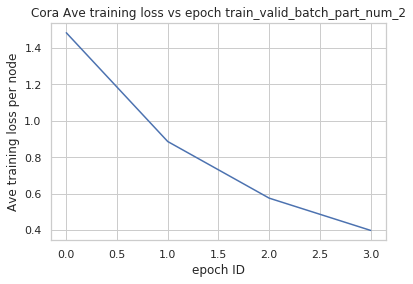 Cora Ave training loss vs epoch train_valid_batch_part_num_2
1.4
1.2
1.0
0.8
0.6
0.4
Ave training loss per node
0.0 0.5 1.0 1.5 2.0 2.5 3.0
epoch ID